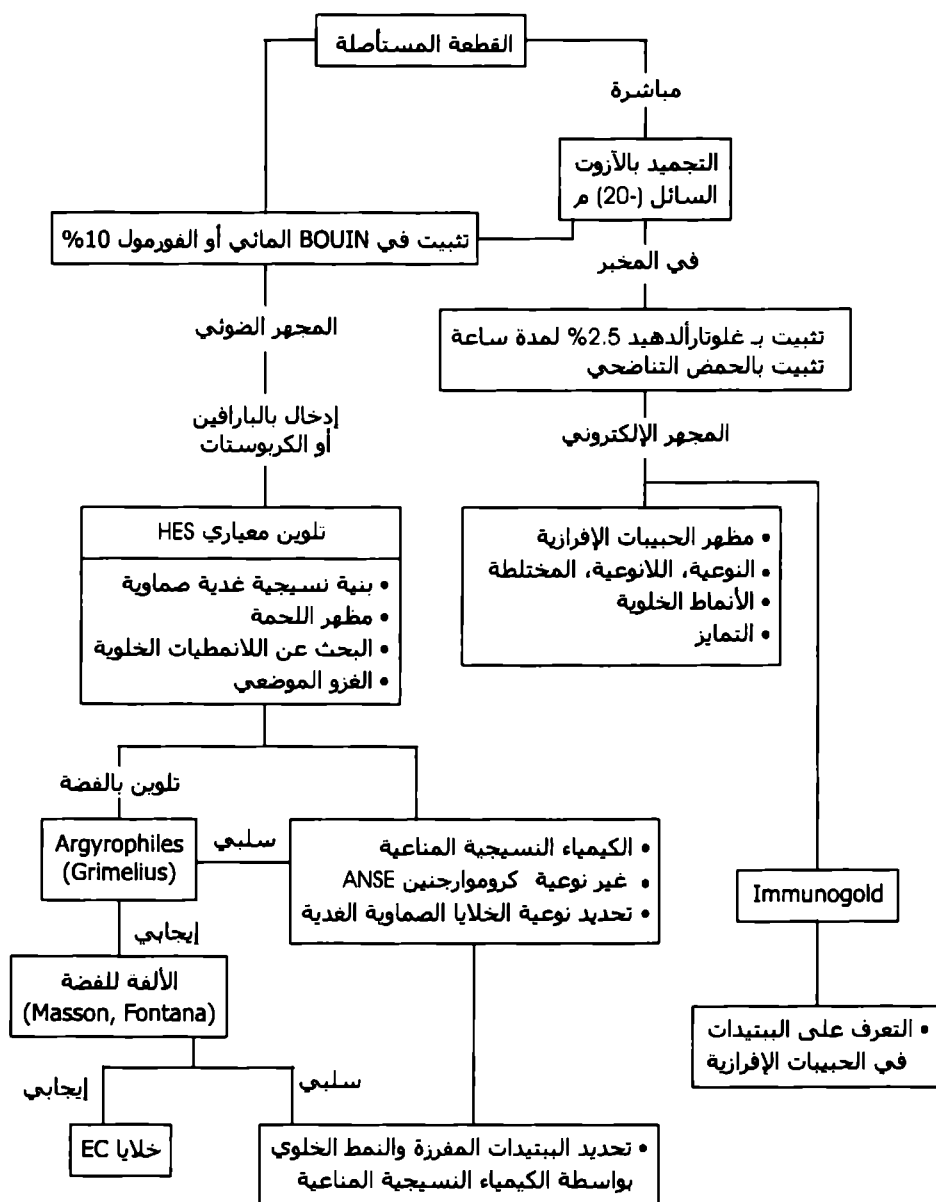 القطعة المستأصلة
مباشرة
التجميد بالآزوت
السائل (-20) م
تثبيت في BOUIN المائي أو الفورمول 10%
في المخبر
المجهر الضوئي
تثبيت بـ غلوتارألدهيد 2.5% لمدة ساعة
تثبيت بالحمض التناضحي
إدخال بالبارافين
أو الكربوستات
المجهر الإلكتروني
تلوين معياري HES
• بنية نسيجية غدية صماوية
• مظهر اللحمة
• البحث عن اللانمطيات الخلوية
• الغزو الموضعي
• مظهر الحبيبات الإفرازية
• النوعية، اللانوعية، المختلطة
• الأنماط الخلوية
• التمايز
تلوين بالفضة
Argyrophiles
(Grimelius)
سلبي
• الكيمياء النسيجية المناعية
• غير نوعية كروموارجنين ANSE
• تحديد نوعية الخلايا الصماوية الغدية
Immunogold
إيجابي
الألفة للفضة
(Masson, Fontana)
• التعرف على الببتيدات
في الحبيبات الإفرازية
إيجابي
سلبي
خلايا EC
• تحديد الببتيدات المفرزة والنمط الخلوي
بواسطة الكيمياء النسيجية المناعية